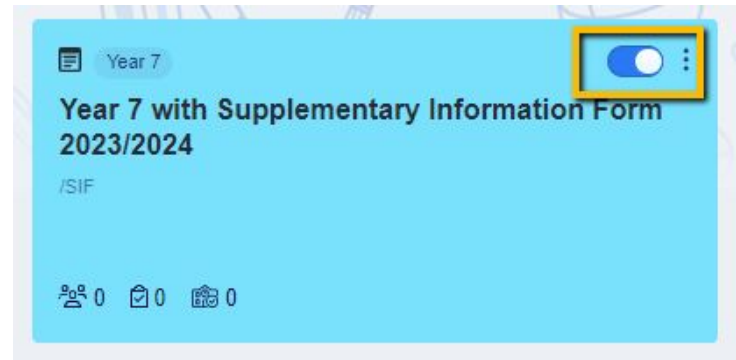 Year 7
Year 7 with Supplementary Information Form
2023/2024
/SIF
0 0 0